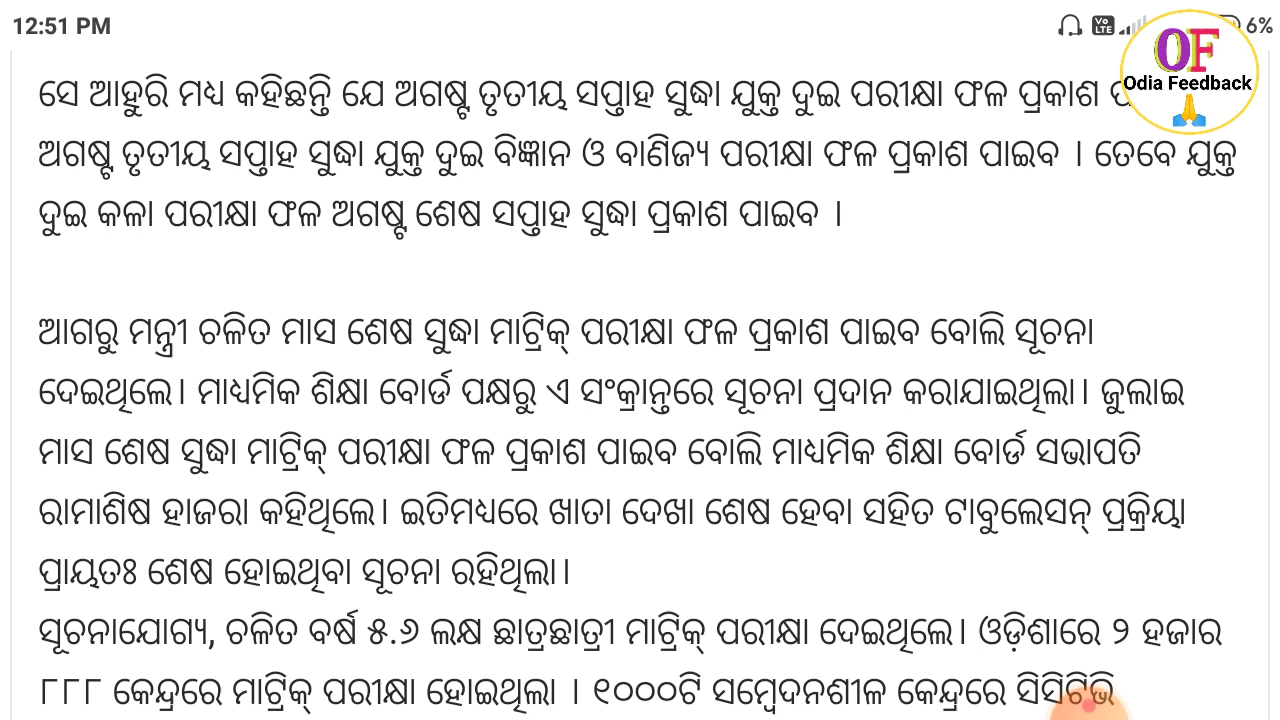 12:51 PM
Vo LTE
6%
OF
Odia Feedback
ସେ ଆହୁରି ମଧ୍ୟ କହିଛନ୍ତି ଯେ ଅଗଷ୍ଟ ତୃତୀୟ ସପ୍ତାହ ସୁଦ୍ଧା ଯୁକ୍ତ ଦୁଇ ପରୀକ୍ଷା ଫଳ ପ୍ରକାଶ
ଅଗଷ୍ଟ ତୃତୀୟ ସପ୍ତାହ ସୁଦ୍ଧା ଯୁକ୍ତ ଦୁଇ ବିଜ୍ଞାନ ଓ ବାଣିଜ୍ୟ ପରୀକ୍ଷା ଫଳ ପ୍ରକାଶ ପାଇବ । ତେବେ ଯୁକ୍ତ
ଦୁଇ କଳା ପରୀକ୍ଷା ଫଳ ଅଗଷ୍ଟ ଶେଷ ସପ୍ତାହ ସୁଦ୍ଧା ପ୍ରକାଶ ପାଇବ ।
ଆଗରୁ ମନ୍ତ୍ରୀ ଚଳିତ ମାସ ଶେଷ ସୁଦ୍ଧା ମାଟ୍ରିକ୍ ପରୀକ୍ଷା ଫଳ ପ୍ରକାଶ ପାଇବ ବୋଲି ସୂଚନା
ଦେଇଥିଲେ। ମାଧ୍ୟମିକ ଶିକ୍ଷା ବୋର୍ଡ ପକ୍ଷରୁ ଏ ସଂକ୍ରାନ୍ତରେ ସୂଚନା ପ୍ରଦାନ କରାଯାଇଥିଲା। ଜୁଲାଇ
ମାସ ଶେଷ ସୁଦ୍ଧା ମାଟ୍ରିକ୍ ପରୀକ୍ଷା ଫଳ ପ୍ରକାଶ ପାଇବ ବୋଲି ମାଧ୍ୟମିକ ଶିକ୍ଷା ବୋର୍ଡ ସଭାପତି
ରାମାଶିଷ ହାଜରା କହିଥିଲେ। ଇତିମଧ୍ୟରେ ଖାତା ଦେଖା ଶେଷ ହେବା ସହିତ ଟାବୁଲେସନ୍ ପ୍ରକ୍ରିୟା
ପ୍ରାୟତଃ ଶେଷ ହୋଇଥିବା ସୂଚନା ରହିଥିଲା।
ସୂଚନାଯୋଗ୍ୟ, ଚଳିତ ବର୍ଷ ୫.୬ ଲକ୍ଷ ଛାତ୍ରଛାତ୍ରୀ ମାଟ୍ରିକ୍ ପରୀକ୍ଷା ଦେଇଥିଲେ। ଓଡ଼ିଶାରେ ୨ ହଜାର
୮୮୮ କେନ୍ଦ୍ରରେ ମାଟ୍ରିକ୍ ପରୀକ୍ଷା ହୋଇଥିଲା । ୧୦୦୦ଟି ସମ୍ବେଦନଶୀଳ କେନ୍ଦ୍ରରେ ସିସିଟିଭି